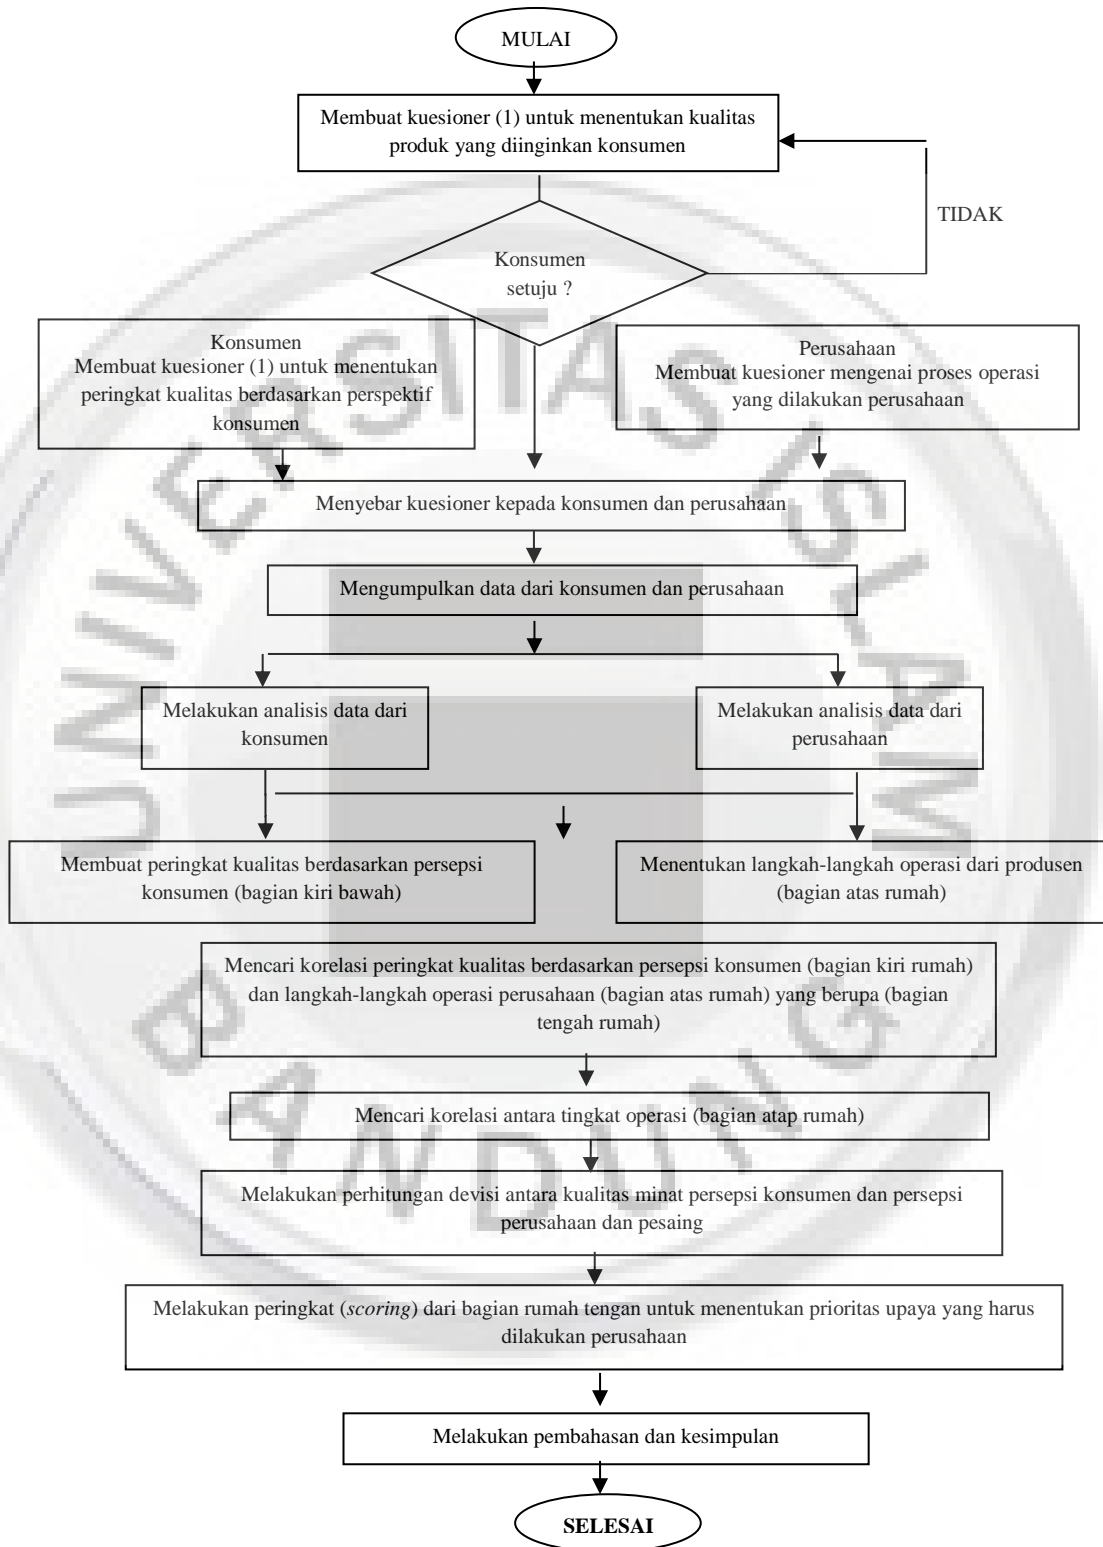 MULAI
Membuat kuesioner (1) untuk menentukan kualitas
produk yang diinginkan konsumen
TIDAK
Konsumen
setuju ?
Konsumen
Membuat kuesioner (1) untuk menentukan
peringkat kualitas berdasarkan perspektif
konsumen
Perusahaan
Membuat kuesioner mengenai proses operasi
yang dilakukan perusahaan
Menyebar kuesioner kepada konsumen dan perusahaan
Mengumpulkan data dari konsumen dan perusahaan
Melakukan analisis data dari
konsumen
Melakukan analisis data dari
perusahaan
Membuat peringkat kualitas berdasarkan persepsi
konsumen (bagian kiri bawah)
Menentukan langkah-langkah operasi dari produsen
(bagian atas rumah)
Mencari korelasi peringkat kualitas berdasarkan persepsi konsumen (bagian kiri rumah)
dan langkah-langkah operasi perusahaan (bagian atas rumah) yang berupa (bagian
tengah rumah)
Mencari korelasi antara tingkat operasi (bagian atap rumah)
Melakukan perhitungan devisi antara kualitas minat persepsi konsumen dan persepsi
perusahaan dan pesaing
Melakukan peringkat (scoring) dari bagian rumah tengan untuk menentukan prioritas upaya yang harus
dilakukan perusahaan
Melakukan pembahasan dan kesimpulan
SELESAI
UNIVERSITAS ISLAM
BANDUNG